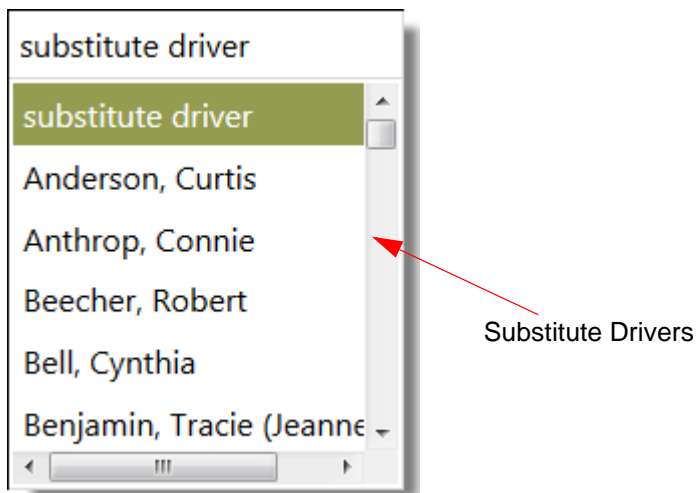 substitute driver
substitute driver
Anderson, Curtis
Anthrop, Connie
Beecher, Robert
Bell, Cynthia
Benjamin, Tracie (Jeanne
Substitute Drivers